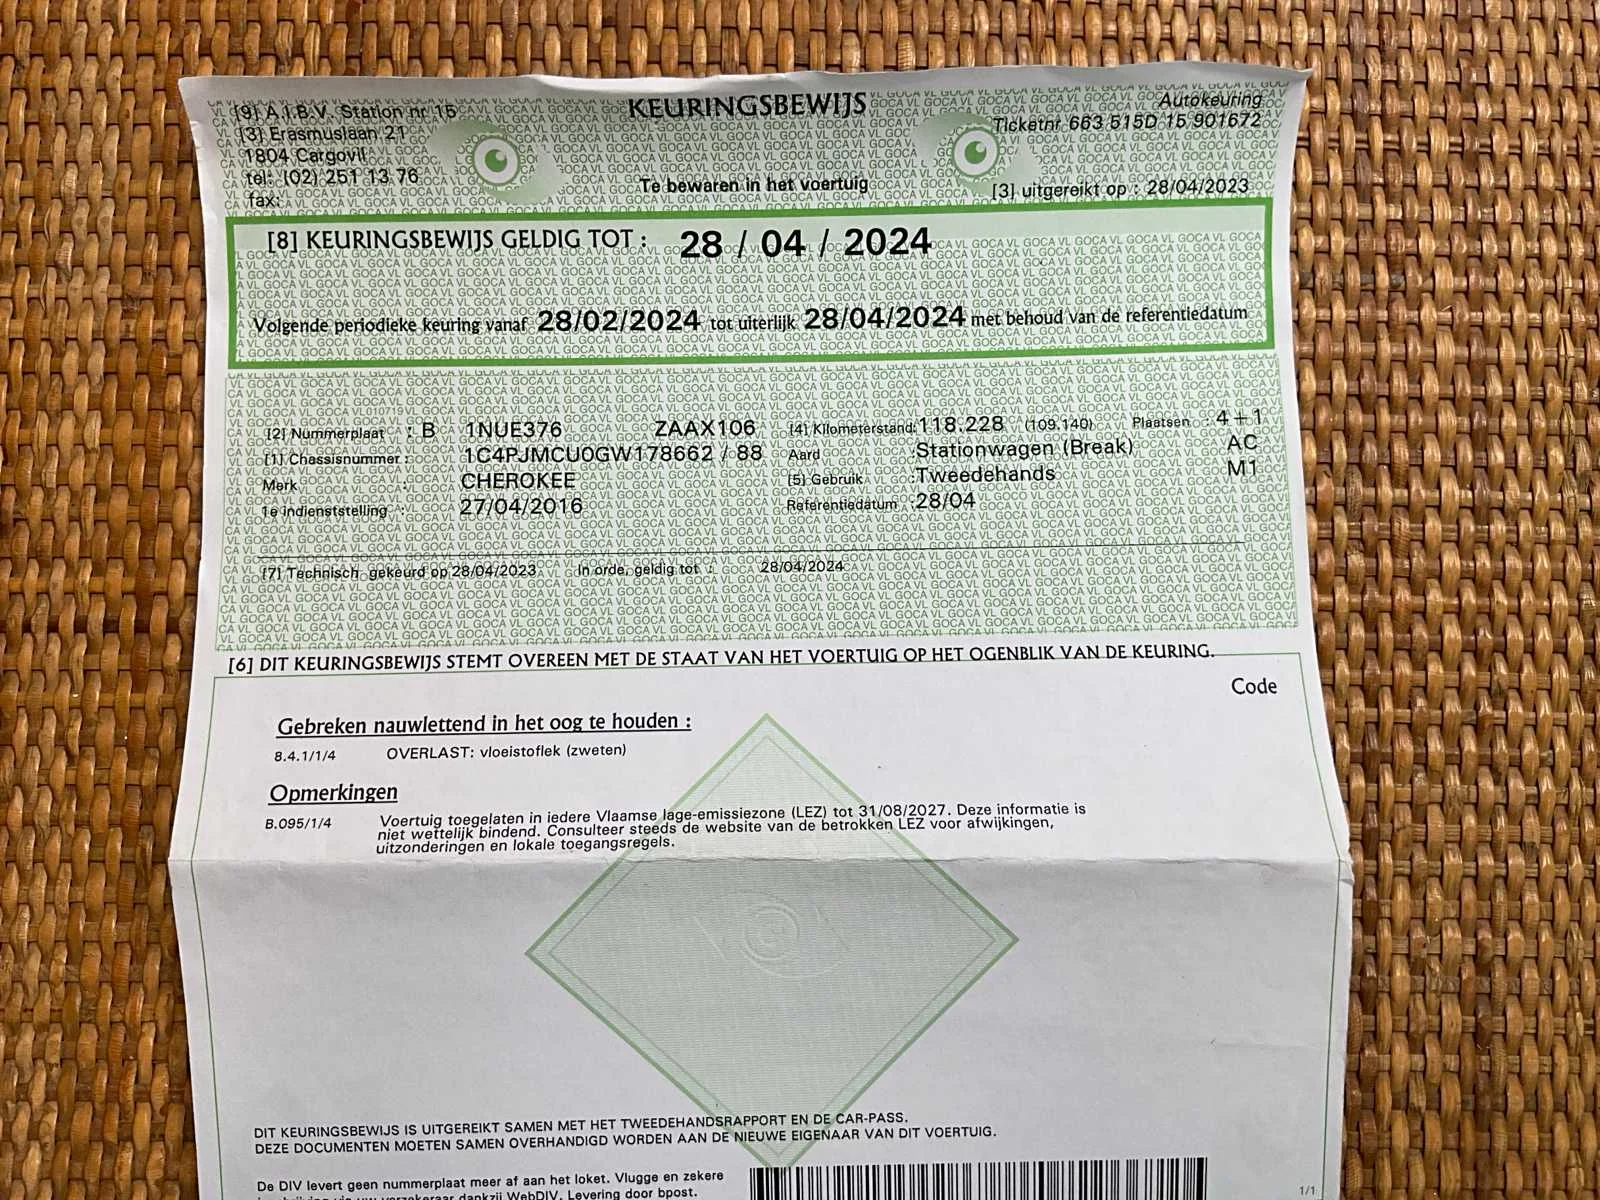 [9] A.I.B.V. Station nr 15
[3] Erasmuslaan 21
1804 Cargovil
tel: (02) 251 13 76
fax:
KEURINGSBEWIJS
Te bewaren in het voertuig
Autokeuring
Ticketnr 663 515D 15 901672
[3] uitgereikt op : 28/04/2023
[8] KEURINGSBEWIJS GELDIG TOT : 28 / 04 / 2024
Volgende periodieke keuring vanaf 28/02/2024 tot uiterlijk 28/04/2024 met behoud van de referentiedatum
[2] Nummerplaat : B 1NUE376 ZAAX106 [4] Kilometerstand: 118.228 (109.140) Plaatsen : 4 + 1
[1] Chassisnummer : 1C4PJMCU0GW178662 / 88 Aard : Stationwagen (Break) AC
Merk : CHEROKEE [5] Gebruik : Tweedehands M1
1e indienststelling : 27/04/2016 Referentiedatum : 28/04
[7] Technisch gekeurd op 28/04/2023 In orde, geldig tot : 28/04/2024
[6] DIT KEURINGSBEWIJS STEMT OVEREEN MET DE STAAT VAN HET VOERTUIG OP HET OGENBLIK VAN DE KEURING.
Code
Gebreken nauwlettend in het oog te houden :
8.4.1/1/4 OVERLAST: vloeistoflek (zweten)
Opmerkingen
B.095/1/4 Voertuig toegelaten in iedere Vlaamse lage-emissiezone (LEZ) tot 31/08/2027. Deze informatie is
niet wettelijk bindend. Consulteer steeds de website van de betrokken LEZ voor afwijkingen,
uitzonderingen en lokale toegangsregels.
DIT KEURINGSBEWIJS IS UITGEREIKT SAMEN MET HET TWEEDEHANDSRAPPORT EN DE CAR-PASS.
DEZE DOCUMENTEN MOETEN SAMEN OVERHANDIGD WORDEN AAN DE NIEUWE EIGENAAR VAN DIT VOERTUIG.
De DIV levert geen nummerplaat meer af aan het loket. Vlugge en zekere
via uw verzekeraar dankzij WebDIV. Levering door bpost.
1/1